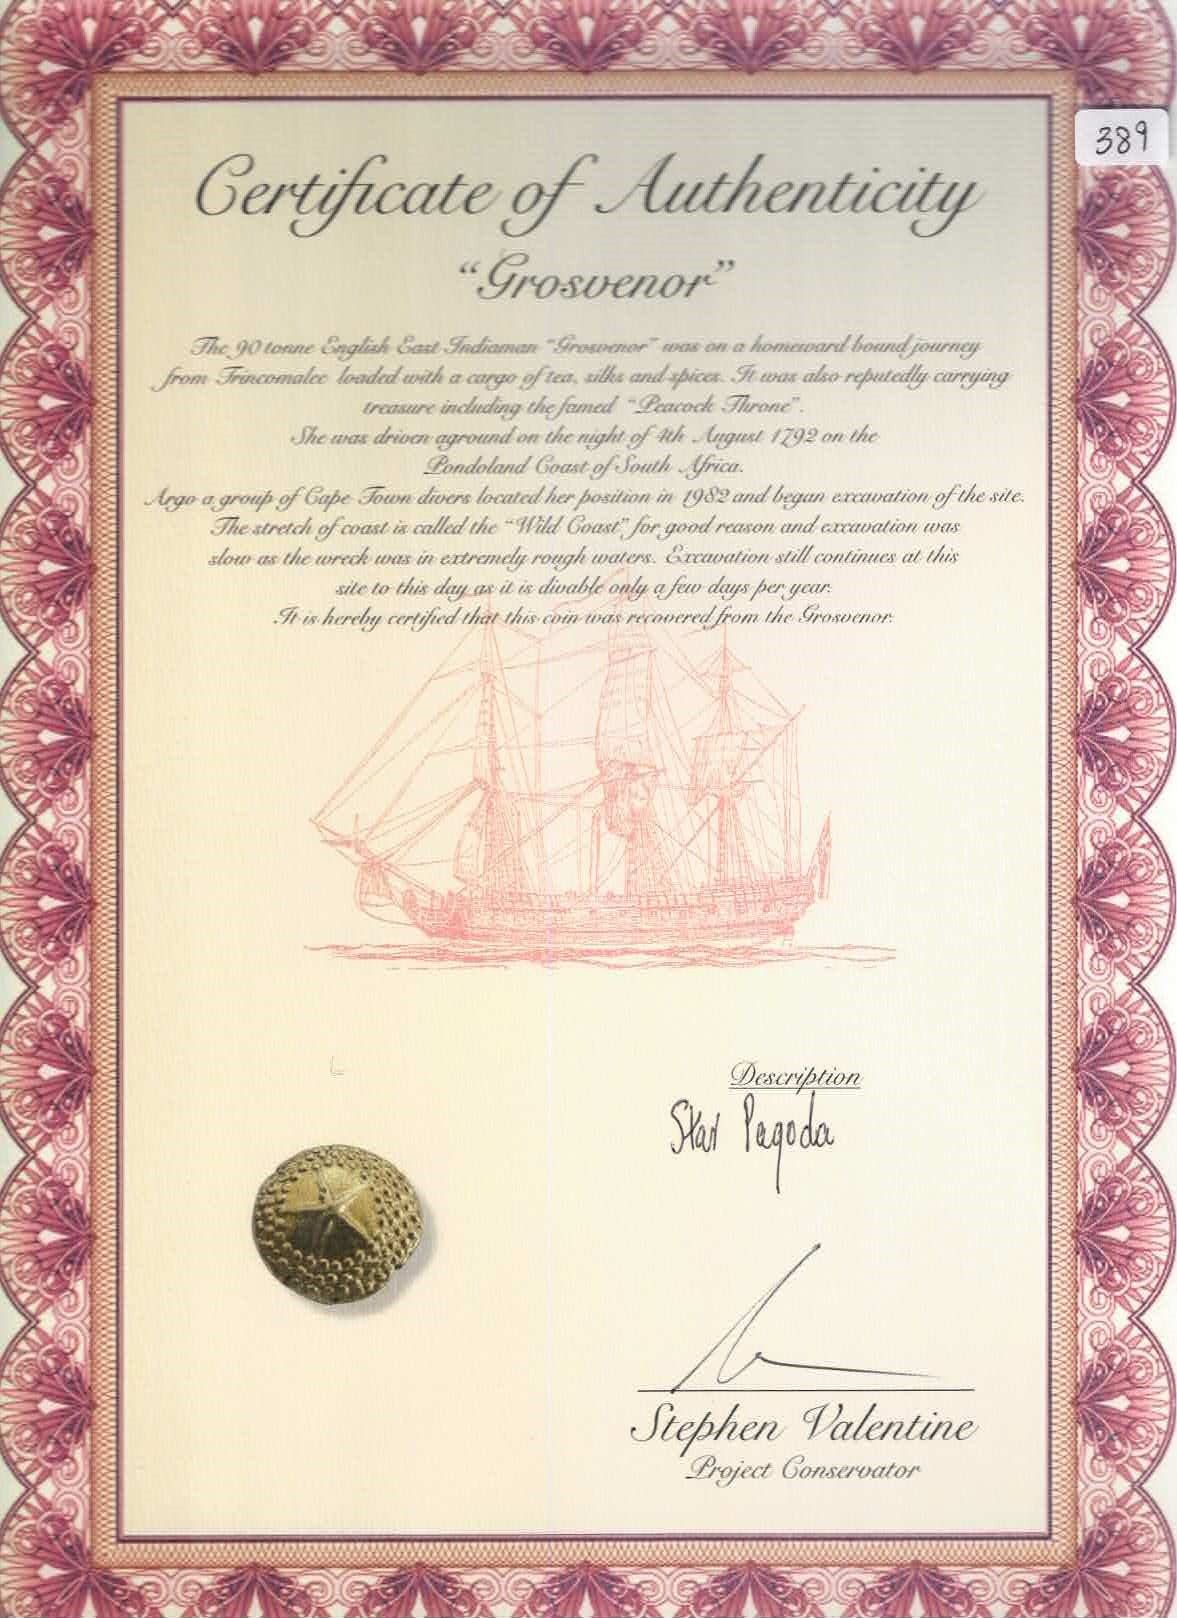 389
Certificate of Authenticity
“Grosvenor”
The 90 tonne English East Indiaman “Grosvenor” was on a homeward bound journey
from Trincomalee loaded with a cargo of tea, silks and spices. It was also reputedly carrying
treasure including the famed “Peacock Throne”.
She was driven aground on the night of 4th August 1792 on the
Pondoland Coast of South Africa.
Argo a group of Cape Town divers located her position in 1982 and began excavation of the site.
The stretch of coast is called the “Wild Coast” for good reason and excavation was
slow as the wreck was in extremely rough waters. Excavation still continues at this
site to this day as it is divable only a few days per year.
It is hereby certified that this coin was recovered from the Grosvenor.
Description
Star Pagoda
Stephen Valentine
Project Conservator